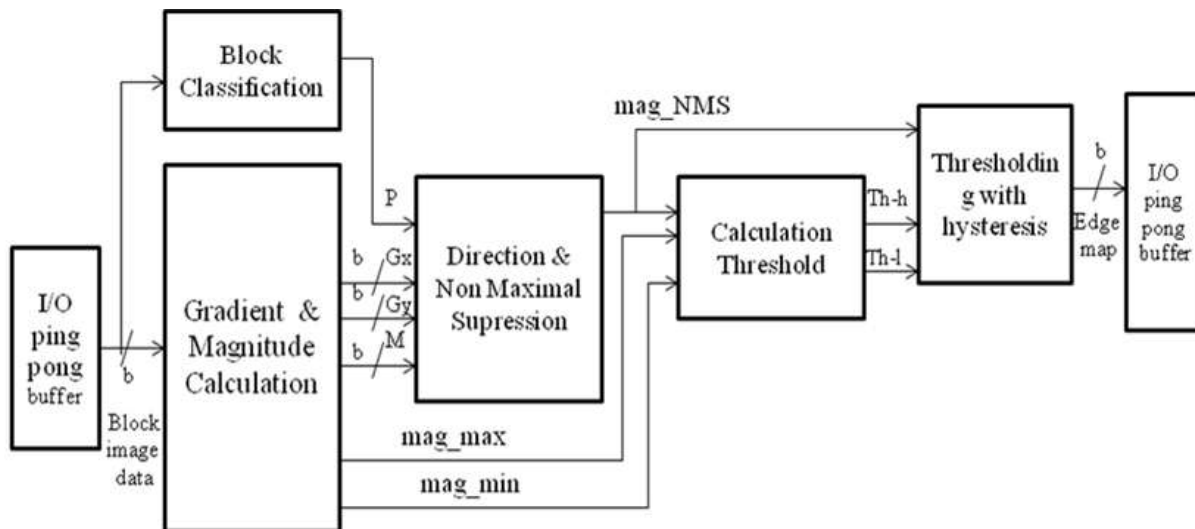 I/O
ping
pong
buffer
b
Block
image
data
Block
Classification
Gradient &
Magnitude
Calculation
P
b
Gx
b
Gy
b
M
mag_max
mag_min
Direction &
Non Maximal
Supression
mag_NMS
Calculation
Threshold
Th-h
Th-l
Thresholdin
g with
hysteresis
b
Edge
map
I/O
ping
pong
buffer